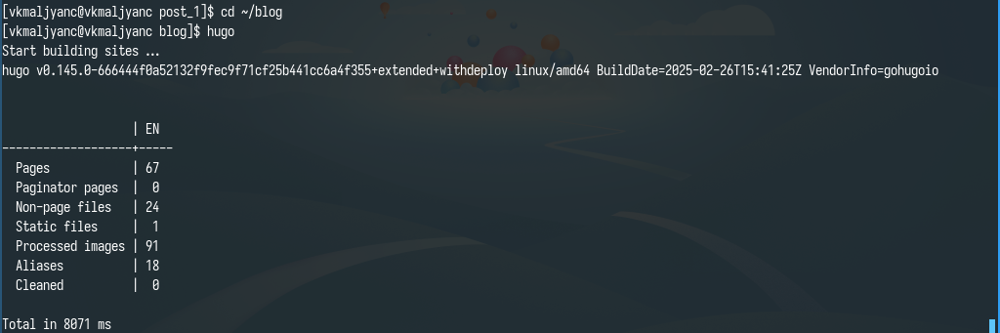 [vkmaljyanc@vkmaljyanc post_1]$ cd ~/blog
[vkmaljyanc@vkmaljyanc blog]$ hugo
Start building sites …
hugo v0.145.0-666444f0a52132f9fec9f71cf25b441cc6a4f355+extended+withdeploy linux/amd64 BuildDate=2025-02-26T15:41:25Z VendorInfo=gohugoio
                   | EN
-------------------+-----
  Pages            | 67
  Paginator pages  |  0
  Non-page files   | 24
  Static files     |  1
  Processed images | 91
  Aliases          | 18
  Cleaned          |  0
Total in 8071 ms